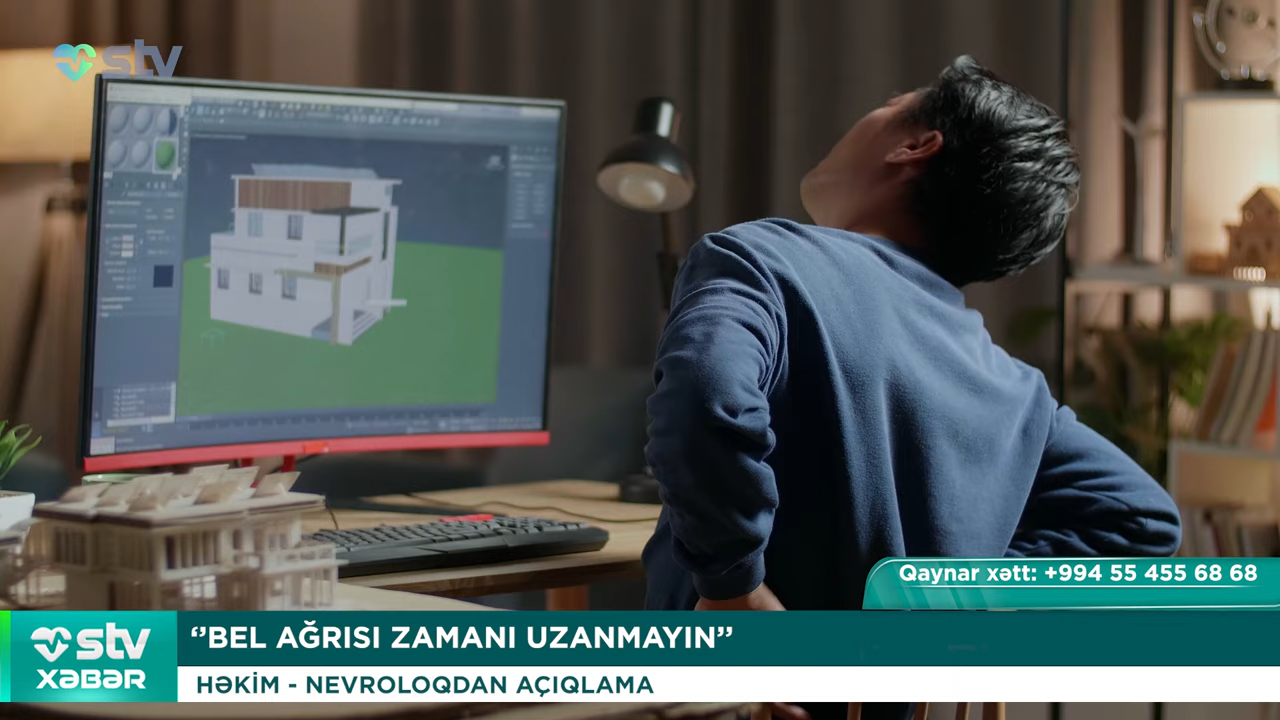 stv
Qaynar xətt: +994 55 455 68 68
stv
XƏBƏR
‘’BEL AĞRISI ZAMANI UZANMAYIN’’
HƏKİM - NEVROLOQDAN AÇIQLAMA